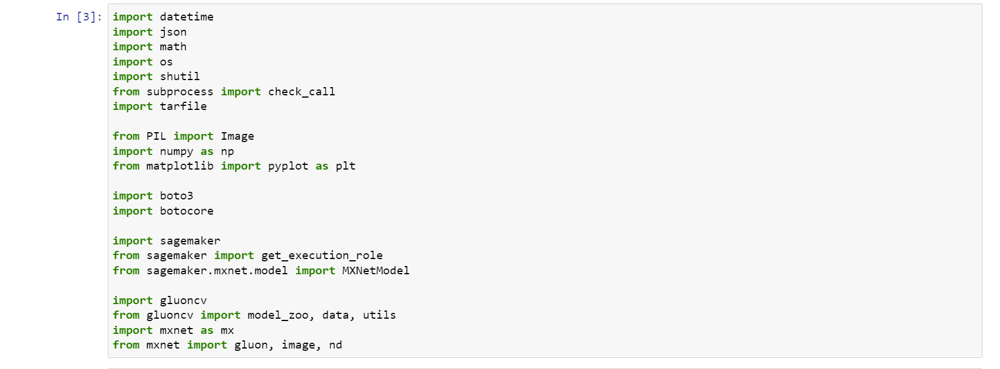 In [3]: import datetime
import json
import math
import os
import shutil
from subprocess import check_call
import tarfile
from PIL import Image
import numpy as np
from matplotlib import pyplot as plt
import boto3
import botocore
import sagemaker
from sagemaker import get_execution_role
from sagemaker.mxnet.model import MXNetModel
import gluoncv
from gluoncv import model_zoo, data, utils
import mxnet as mx
from mxnet import gluon, image, nd